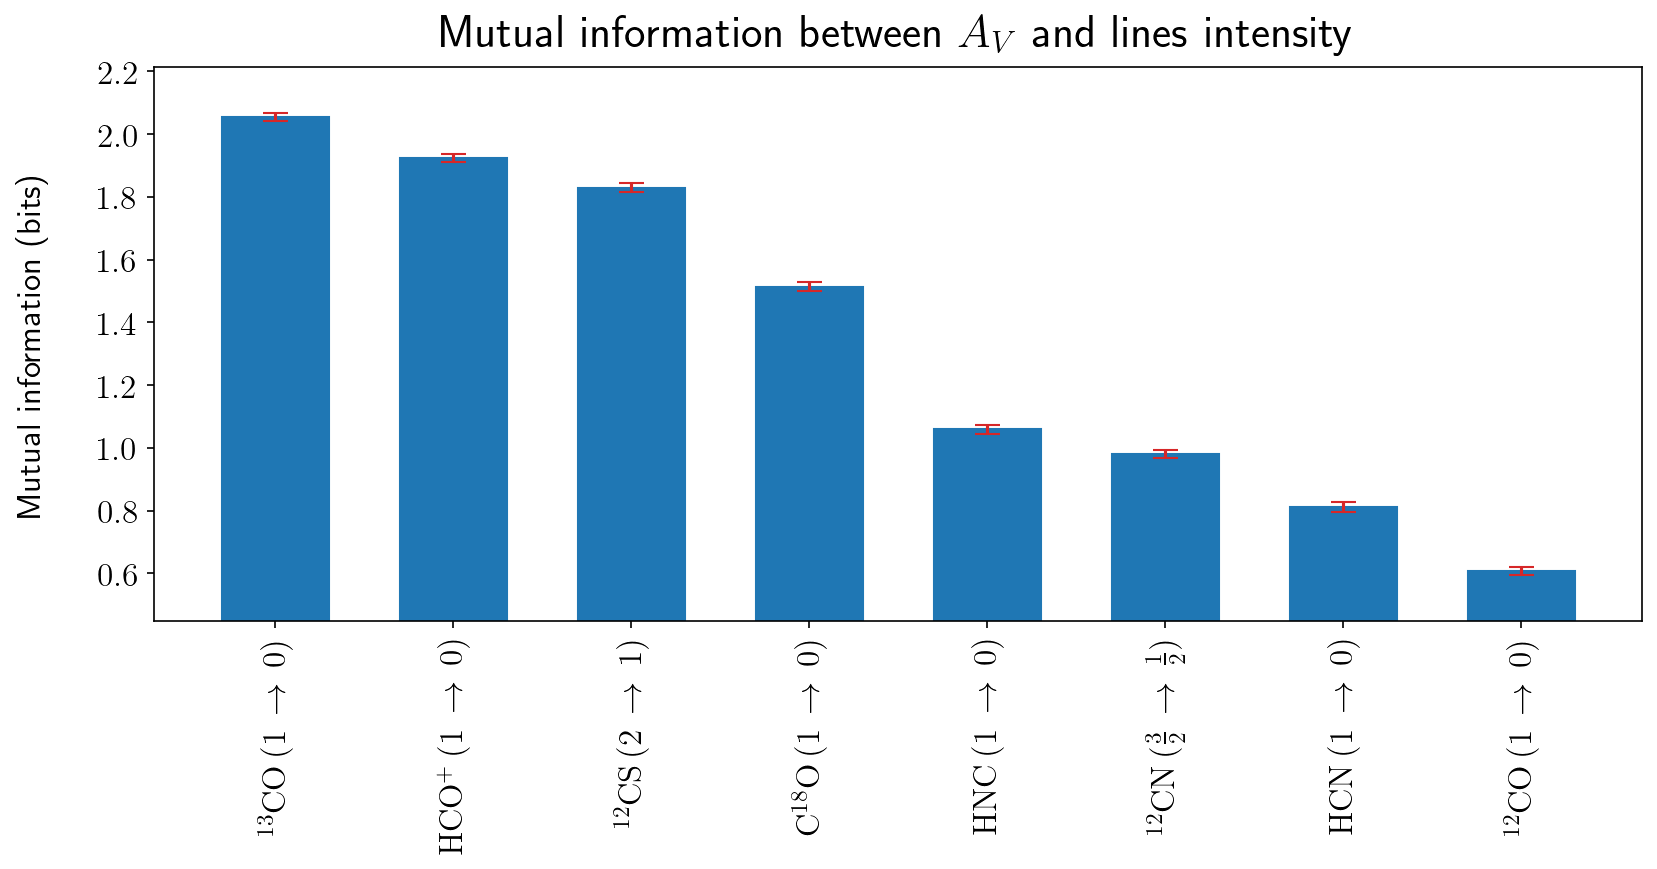 Mutual information between A_V and lines intensity
Mutual information (bits)
2.2
2.0
1.8
1.6
1.4
1.2
1.0
0.8
0.6
¹³CO (1 → 0)
HCO⁺ (1 → 0)
¹²CS (2 → 1)
C¹⁸O (1 → 0)
HNC (1 → 0)
¹²CN (3/2 → 1/2)
HCN (1 → 0)
¹²CO (1 → 0)